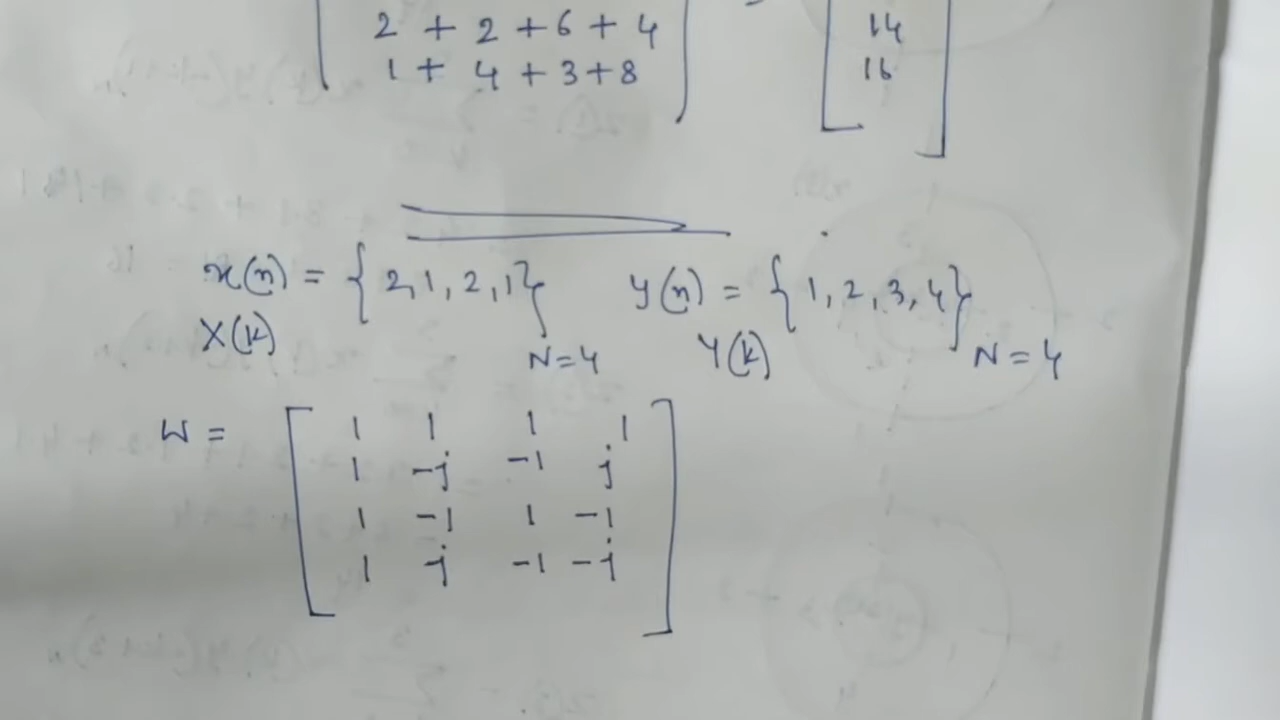 2 + 2 + 6 + 4 14
1 + 4 + 3 + 8 16
x(n) = { 2, 1, 2, 1} y(n) = { 1, 2, 3, 4}
X(k) N = 4 Y(k) N = 4
W = [ 1 1 1 1
1 -j -1 j
1 -1 1 -1
1 j -1 -j ]